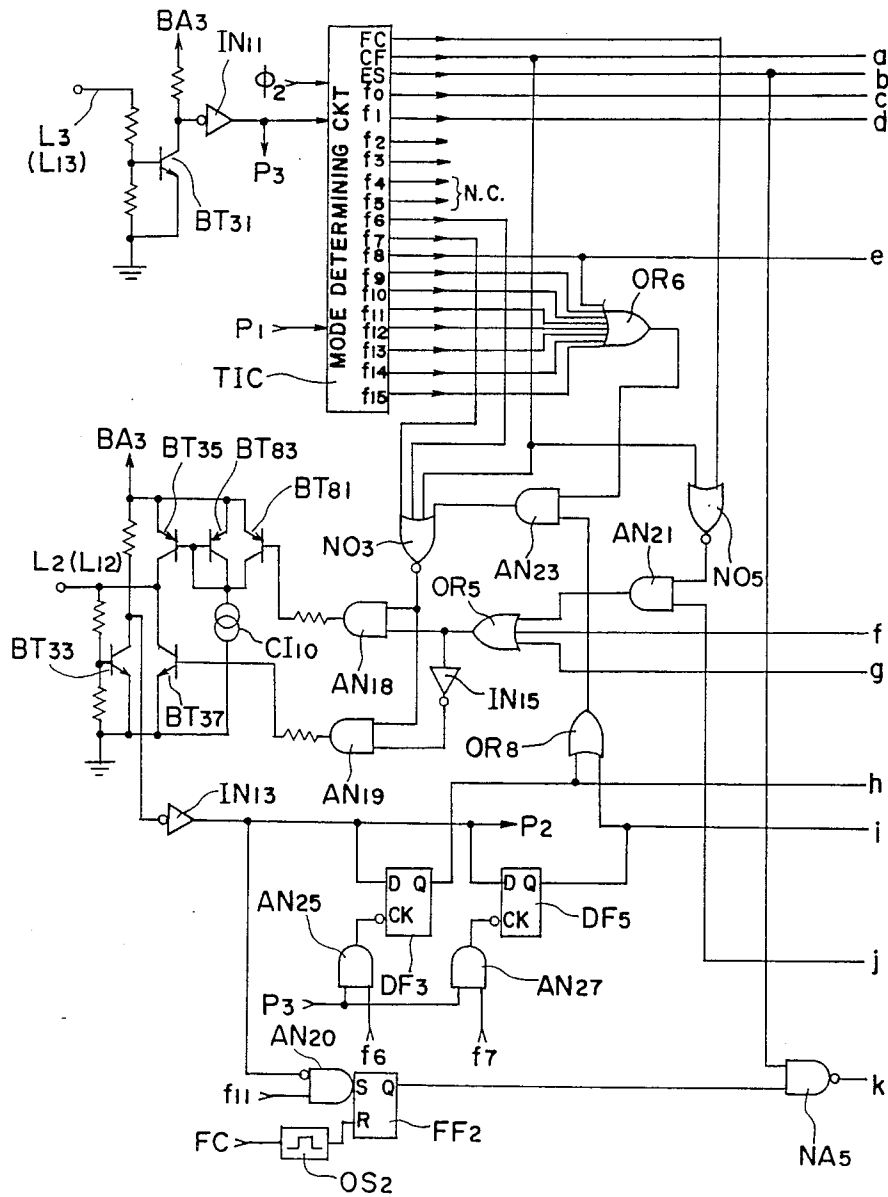 BA3
IN11
L3
(L13)
P3
BT31
Φ2
P1
MODE DETERMINING CKT
TIC
FC
CF
ES
f0
f1
f2
f3
f4
f5
f6
f7
f8
f9
f10
f11
f12
f13
f14
f15
N.C.
OR6
a
b
c
d
e
BA3
BT35
BT83
BT81
L2 (L12)
BT33
BT37
CI10
NO3
AN23
AN21
NO5
OR5
AN18
IN15
AN19
OR8
f
g
h
i
j
k
IN13
P2
D Q
CK
DF3
D Q
CK
DF5
AN25
AN27
P3
f6
f7
AN20
f11
S Q
R
FF2
FC
OS2
NA5